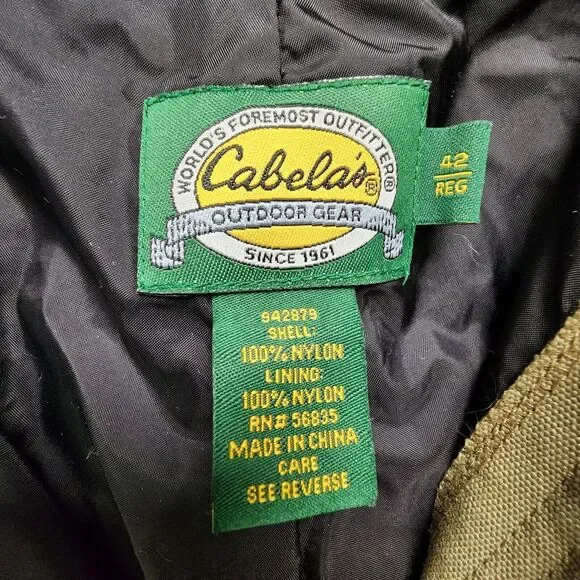 WORLD'S FOREMOST OUTFITTER®
Cabela's®
OUTDOOR GEAR
SINCE 1961
42
REG
942879
SHELL:
100% NYLON
LINING:
100% NYLON
RN# 56835
MADE IN CHINA
CARE
SEE REVERSE